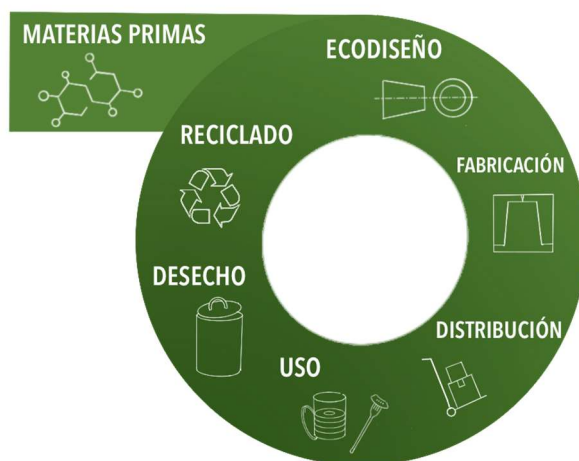 MATERIAS PRIMAS
ECODISEÑO
FABRICACIÓN
DISTRIBUCIÓN
USO
DESECHO
RECICLADO